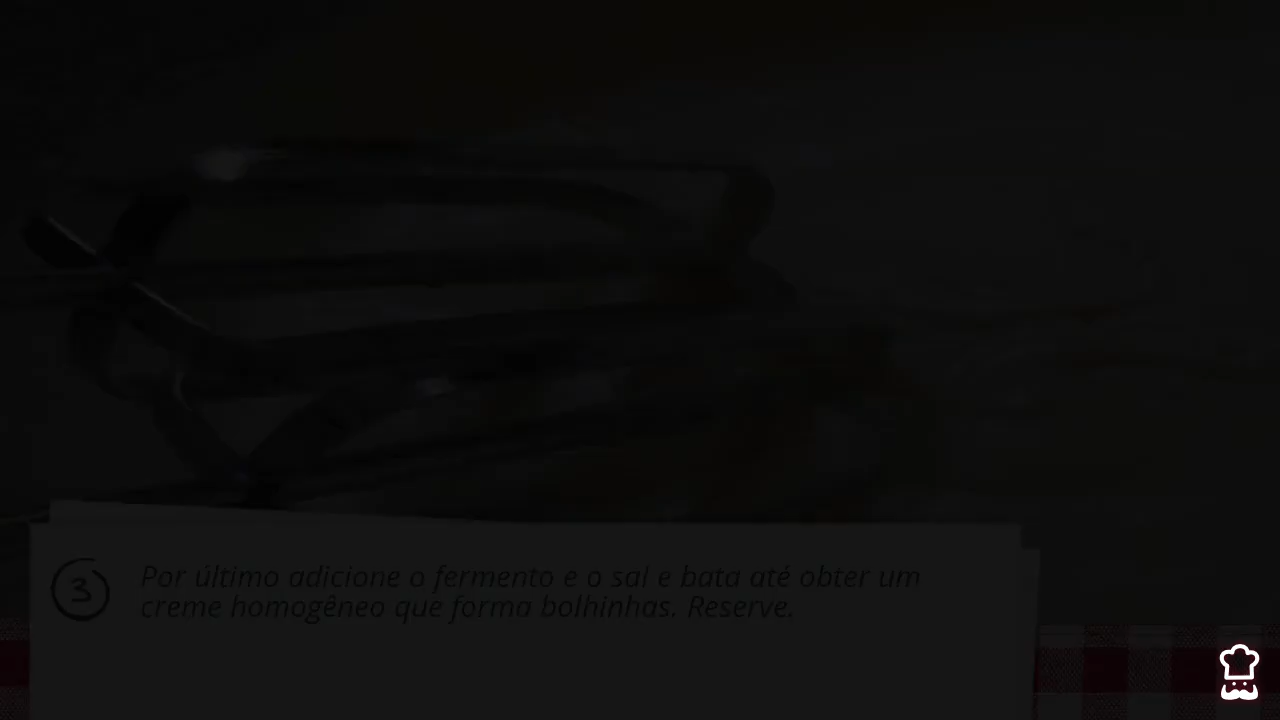 3
Por último adicione o fermento e o sal e bata até obter um
creme homogêneo que forma bolhinhas. Reserve.